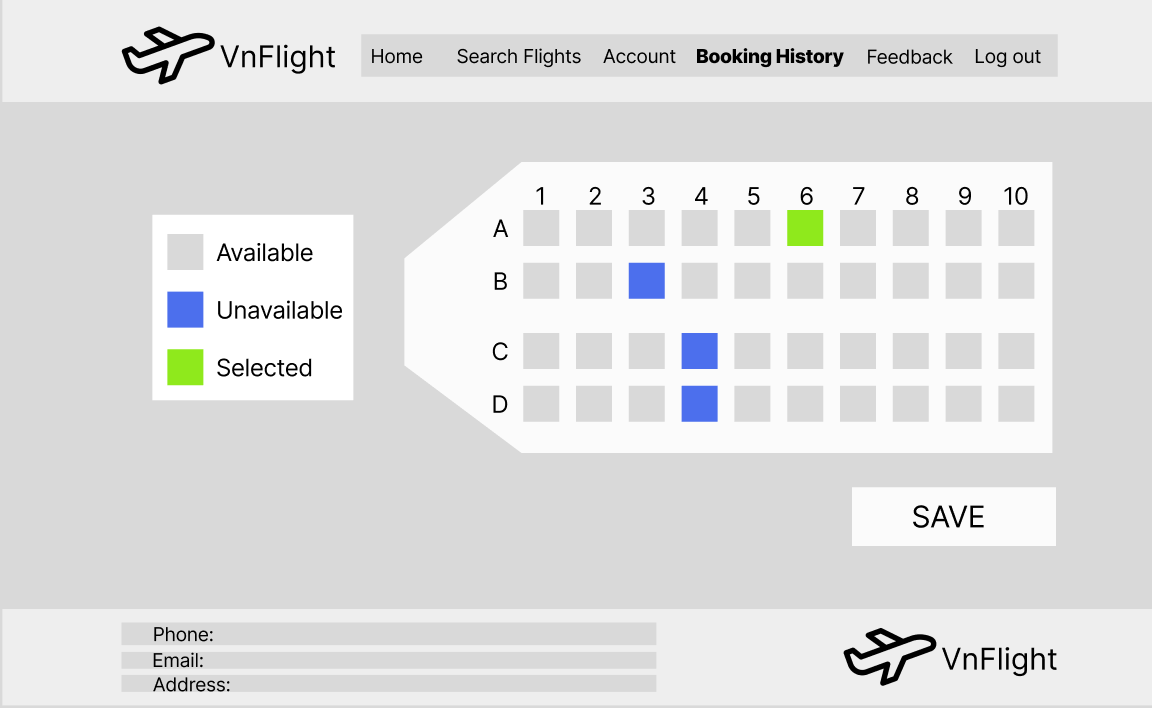 VnFlight
Home Search Flights Account Booking History Feedback Log out
1 2 3 4 5 6 7 8 9 10
A
B
C
D
Available
Unavailable
Selected
SAVE
Phone:
Email:
Address:
VnFlight